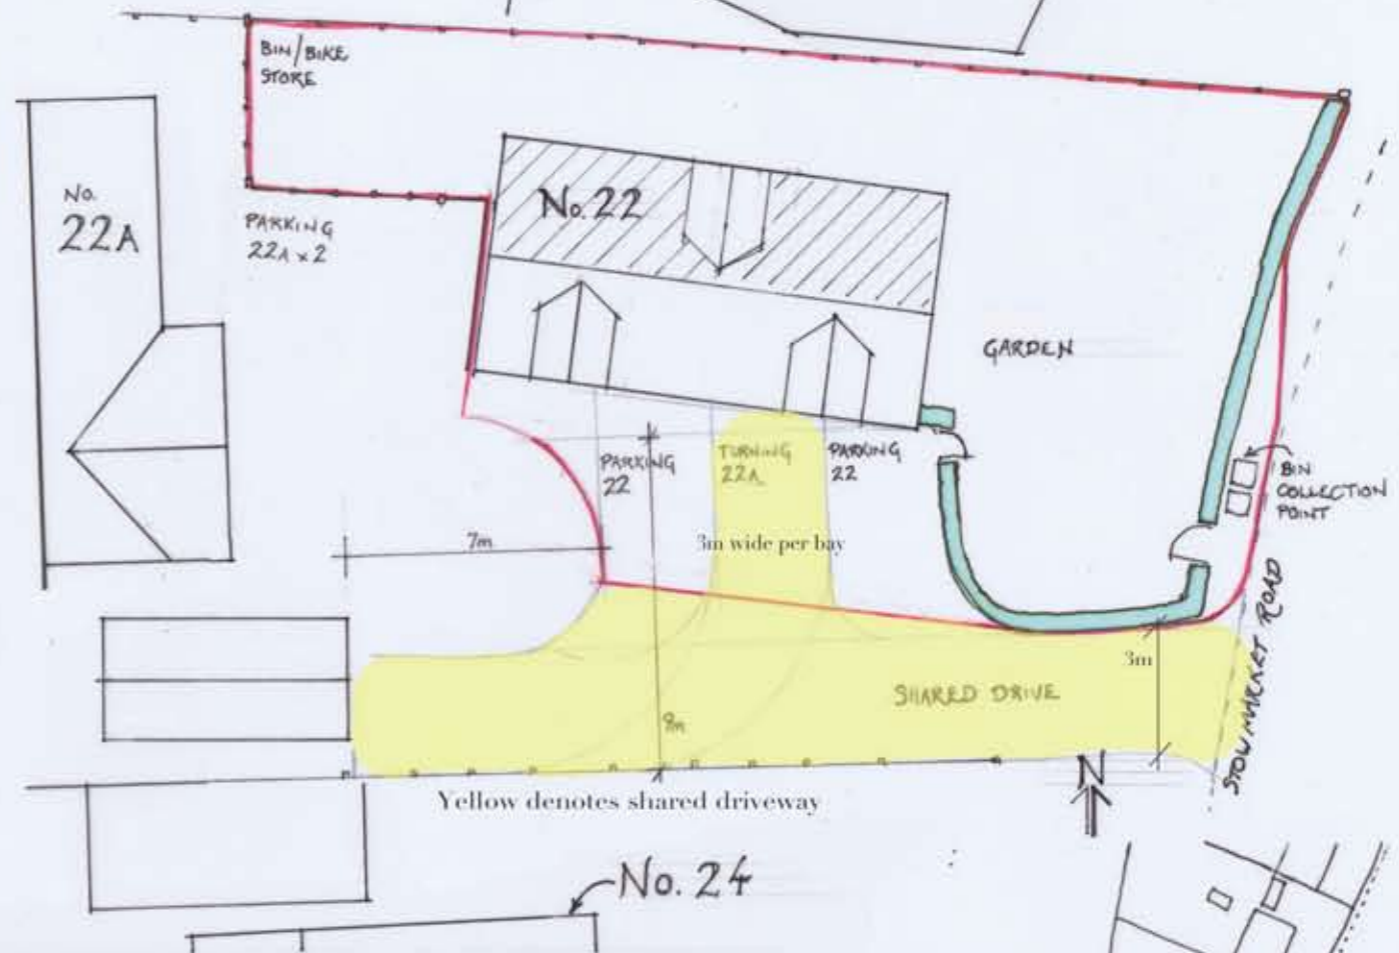 BIN/BIKE
STORE
No.
22A
PARKING
22A x 2
No. 22
GARDEN
PARKING
22
TURNING
22A
PARKING
22
BIN
COLLECTION
POINT
7m
3m wide per bay
3m
SHARED DRIVE
9m
STOWMARKET ROAD
N
Yellow denotes shared driveway
No. 24